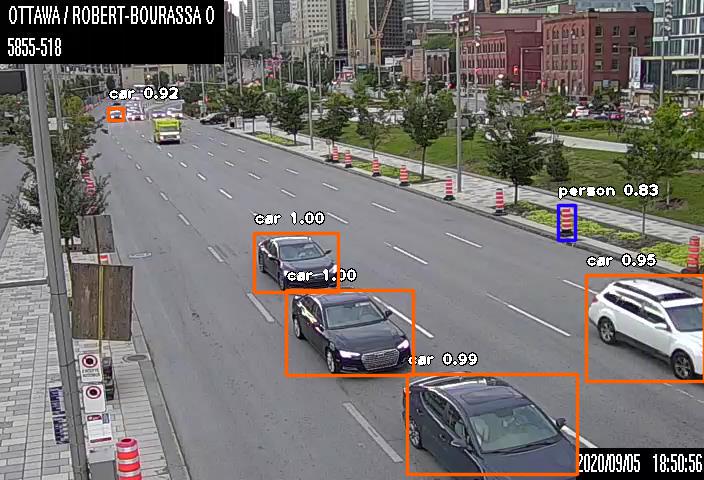 OTTAWA / ROBERT-BOURASSA O
5855-518
car 0.92
person 0.83
car 1.00
car 0.95
car 1.00
car 0.99
2020/09/05 18:50:56